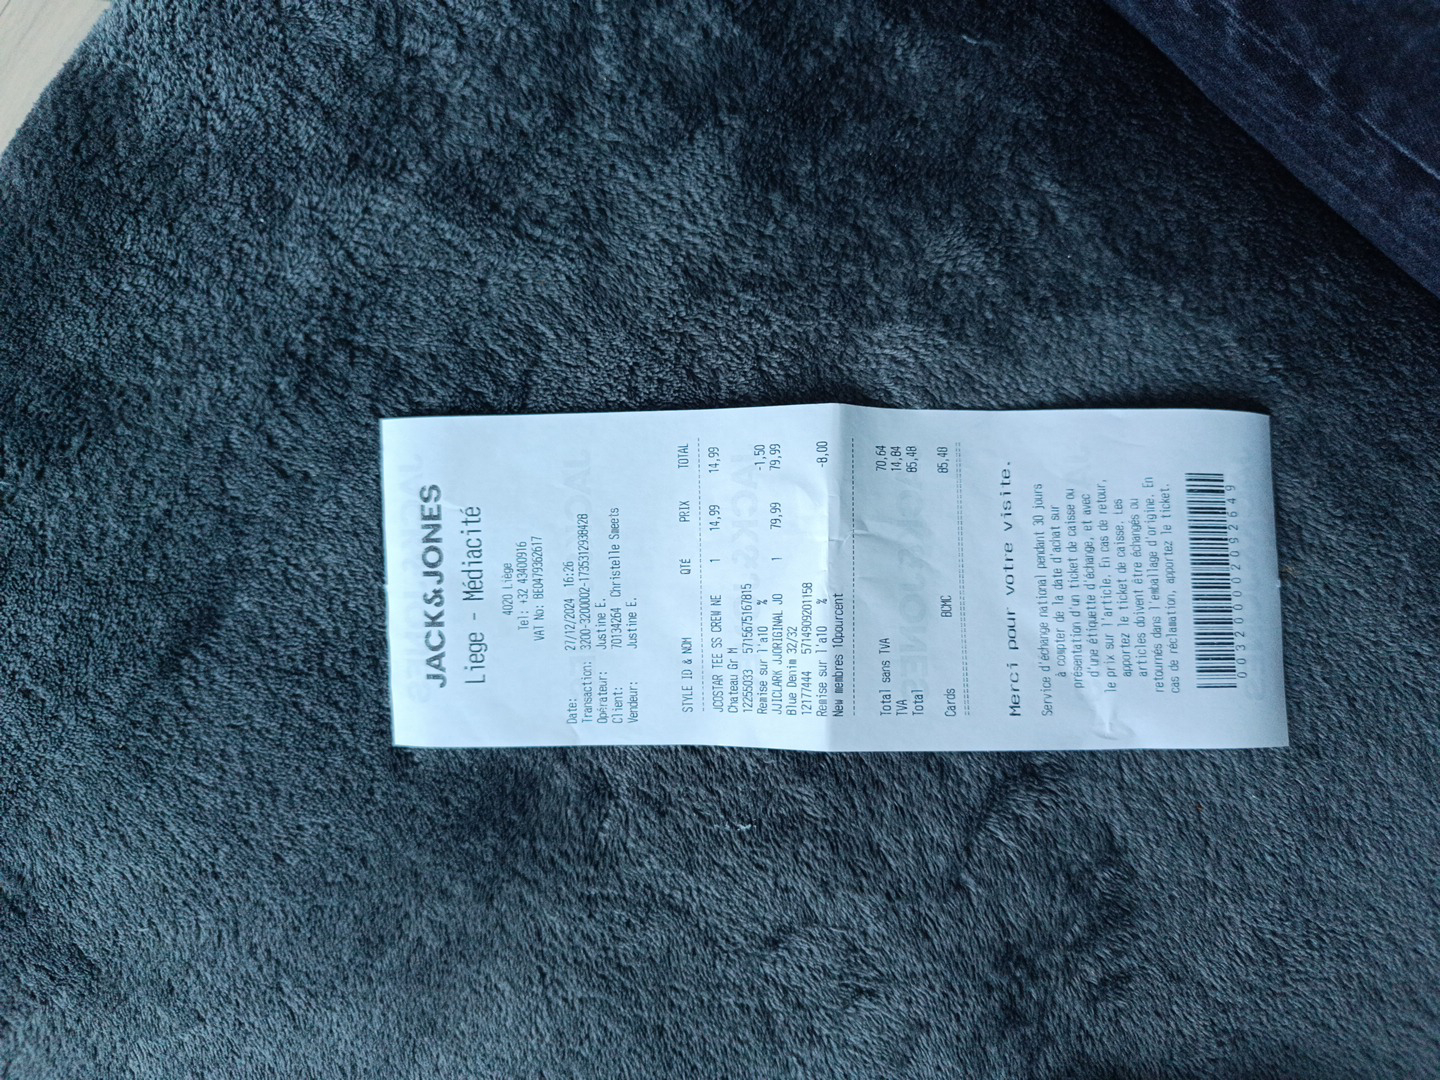 JACK&JONES
Liege - Médiacité
4020 Liège
Tel: +32 43400916
VAT No: BE0479362617
Date: 27/12/2024 16:26
Transaction: 3200-3200002-1735312938428
Opérateur: Justine E.
Client: 70134264 Christelle Smeets
Vendeur: Justine E.
STYLE ID & NOM QTÉ PRIX TOTAL
JCOSTAR TEE SS CREW NE 1 14,99 14,99
Chateau Gr M
12255033 5715675167815
Remise sur l'a10 % -1,50
JJICLARK JJORIGINAL JO 1 79,99 79,99
Blue Denim 32/32
12177444 5714909201158
Remise sur l'a10 % -8,00
New membres 10pourcent
Total sans TVA 70,64
TVA 14,84
Total 85,48
Cards BCMC 85,48
Merci pour votre visite.
Service d'échange national pendant 30 jours
à compter de la date d'achat sur
présentation d'un ticket de caisse ou
d'une étiquette d'échange, et avec
le prix sur l'article. En cas de retour,
apportez le ticket de caisse. Les
articles doivent être échangés ou
retournés dans l'emballage d'origine. En
cas de réclamation, apportez le ticket.
0032000002092649